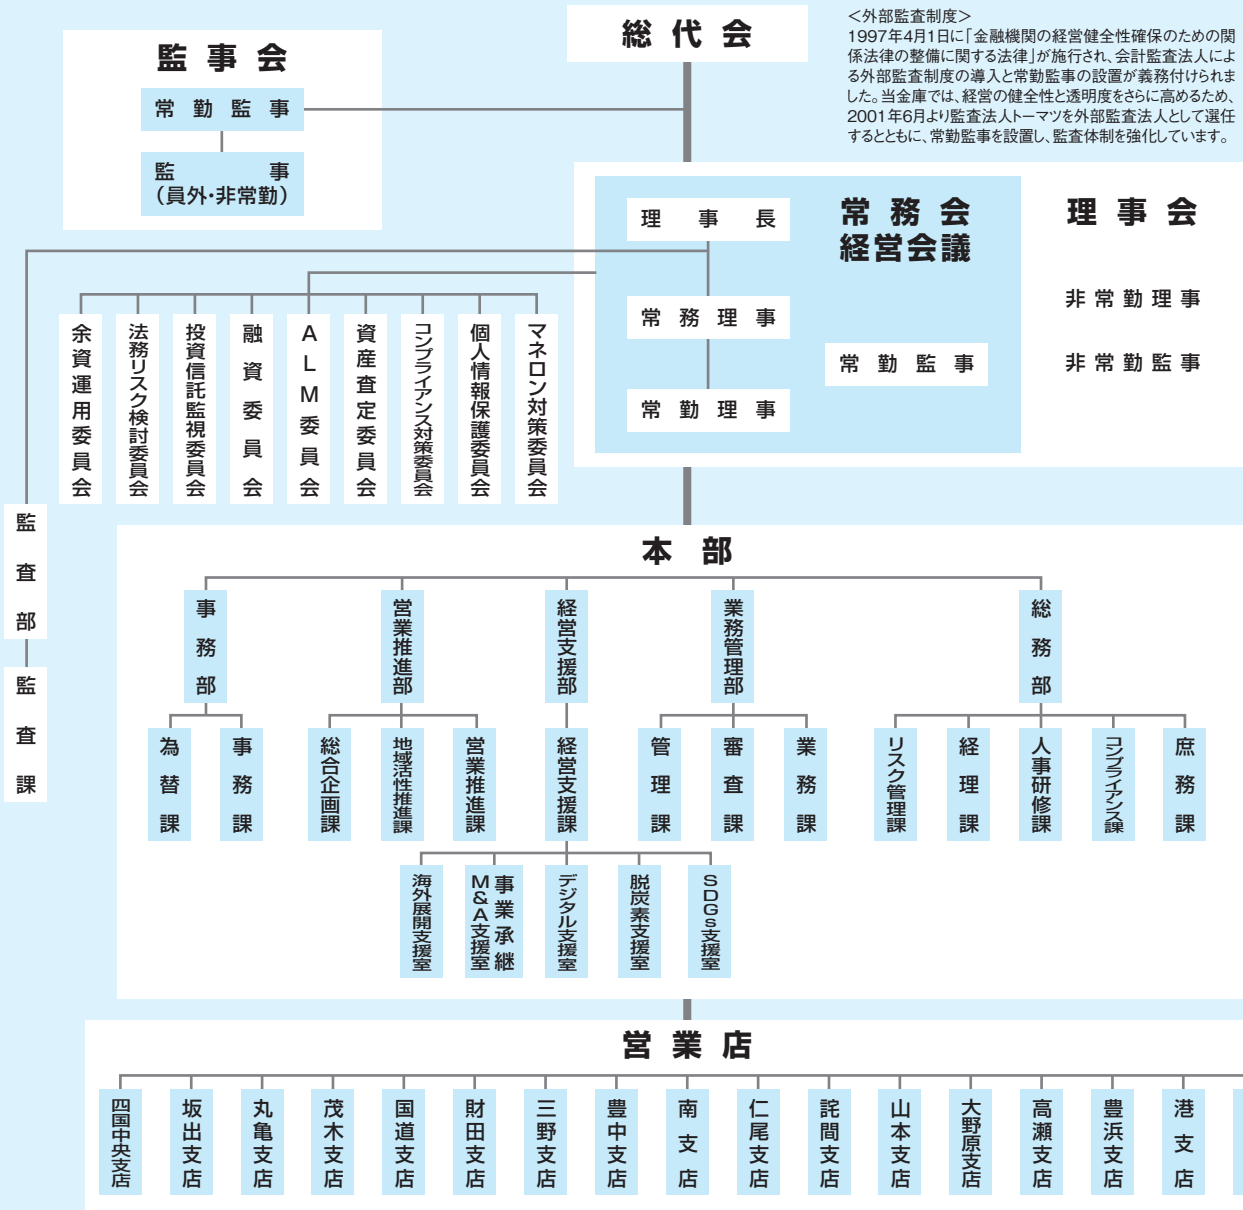 総代会
＜外部監査制度＞
1997年4月1日に「金融機関の経営健全性確保のための関
係法律の整備に関する法律」が施行され、会計監査法人によ
る外部監査制度の導入と常勤監事の設置が義務付けられま
した。当金庫では、経営の健全性と透明度をさらに高めるため、
2001年6月より監査法人トーマツを外部監査法人として選任
するとともに、常勤監事を設置し、監査体制を強化しています。
監事会
常勤監事
監事
（員外・非常勤）
理事長
常務会
経営会議
理事会
常務理事
非常勤理事
常勤監事
非常勤監事
常勤理事
余資運用委員会
法務リスク検討委員会
投資信託監視委員会
融資委員会
ALM委員会
資産査定委員会
コンプライアンス対策委員会
個人情報保護委員会
マネロン対策委員会
監査部
監査課
本部
事務部
営業推進部
経営支援部
業務管理部
総務部
為替課
事務課
総合企画課
地域活性推進課
営業推進課
経営支援課
管理課
審査課
業務課
リスク管理課
経理課
人事研修課
コンプライアンス課
庶務課
海外展開支援室
事業承継
M&A支援室
デジタル支援室
脱炭素支援室
SDGs支援室
営業店
四国中央支店
坂出支店
丸亀支店
茂木支店
国道支店
財田支店
三野支店
豊中支店
南支店
仁尾支店
詫間支店
山本支店
大野原支店
高瀬支店
豊浜支店
港支店